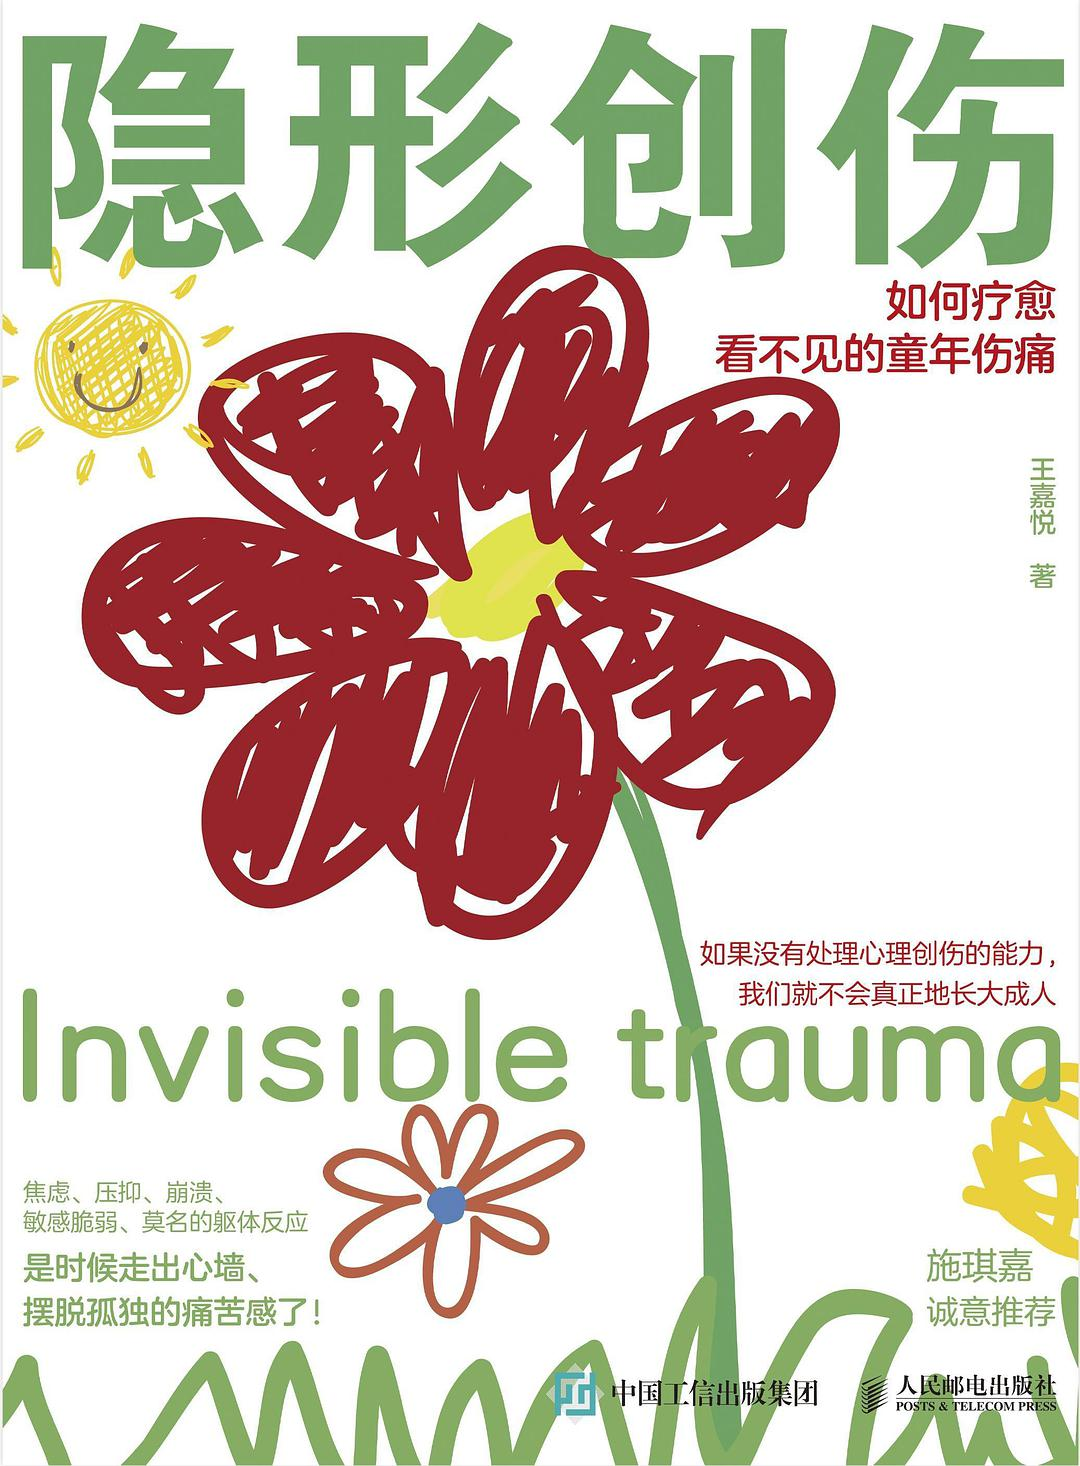 隐形创伤
如何疗愈
看不见的童年伤痛
王嘉悦 著
如果没有处理心理创伤的能力，
我们就不会真正地长大成人
Invisible trauma
焦虑、压抑、崩溃、
敏感脆弱、莫名的躯体反应
是时候走出心墙、
摆脱孤独的痛苦感了！
施琪嘉
诚意推荐
中国工信出版集团
人民邮电出版社
POSTS & TELECOM PRESS